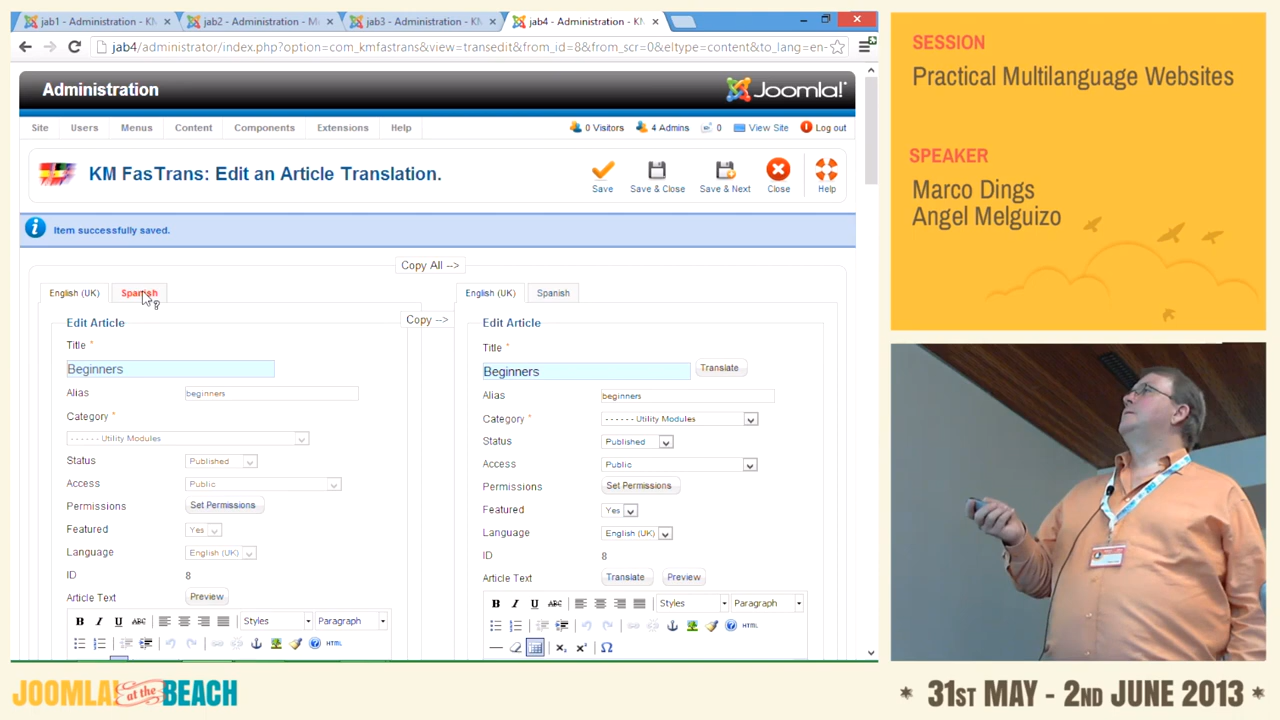 jab1 - Administration - KM
jab2 - Administration - M
jab3 - Administration - KN
jab4 - Administration - KN
jab4/administrator/index.php?option=com_kmfastrans&view=transedit&from_id=8&from_scr=0&eltype=content&to_lang=en-
Administration
Joomla!
Site Users Menus Content Components Extensions Help
0 Visitors 4 Admins 0 View Site Log out
KM FasTrans: Edit an Article Translation.
Save Save & Close Save & Next Close Help
Item successfully saved.
Copy All -->
English (UK) Spanish
Copy -->
Edit Article
Title *
Beginners
Alias beginners
Category *
- - - - - - Utility Modules
Status Published
Access Public
Permissions Set Permissions
Featured Yes
Language English (UK)
ID 8
Article Text Preview
B I U ABC Styles Paragraph
HTML
English (UK) Spanish
Edit Article
Title *
Beginners Translate
Alias beginners
Category * - - - - - - Utility Modules
Status Published
Access Public
Permissions Set Permissions
Featured Yes
Language English (UK)
ID 8
Article Text Translate Preview
B I U ABC Styles Paragraph
HTML
SESSION
Practical Multilanguage Websites
SPEAKER
Marco Dings
Angel Melguizo
JOOMLA! at the BEACH
* 31ST MAY - 2ND JUNE 2013 *